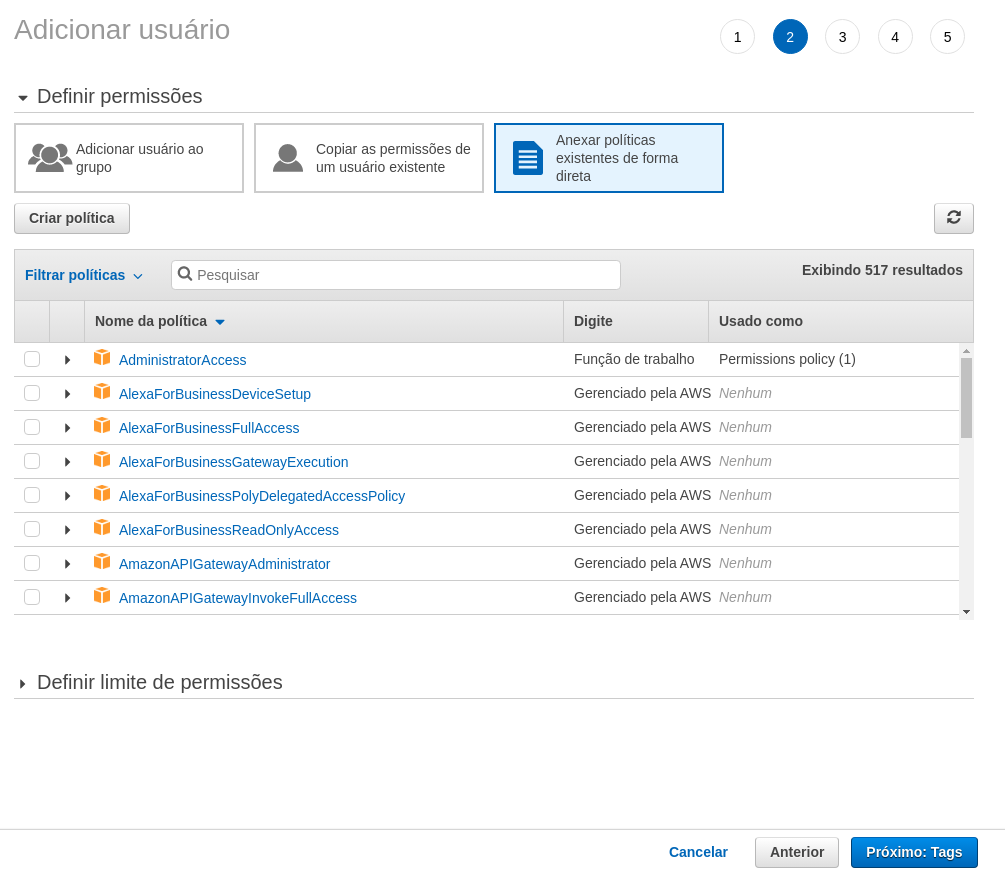 Adicionar usuário
1 2 3 4 5
Definir permissões
Adicionar usuário ao
grupo
Copiar as permissões de
um usuário existente
Anexar políticas
existentes de forma
direta
Criar política
Filtrar políticas
Pesquisar
Exibindo 517 resultados
Nome da política Digite Usado como
AdministratorAccess Função de trabalho Permissions policy (1)
AlexaForBusinessDeviceSetup Gerenciado pela AWS Nenhum
AlexaForBusinessFullAccess Gerenciado pela AWS Nenhum
AlexaForBusinessGatewayExecution Gerenciado pela AWS Nenhum
AlexaForBusinessPolyDelegatedAccessPolicy Gerenciado pela AWS Nenhum
AlexaForBusinessReadOnlyAccess Gerenciado pela AWS Nenhum
AmazonAPIGatewayAdministrator Gerenciado pela AWS Nenhum
AmazonAPIGatewayInvokeFullAccess Gerenciado pela AWS Nenhum
Definir limite de permissões
Cancelar Anterior Próximo: Tags